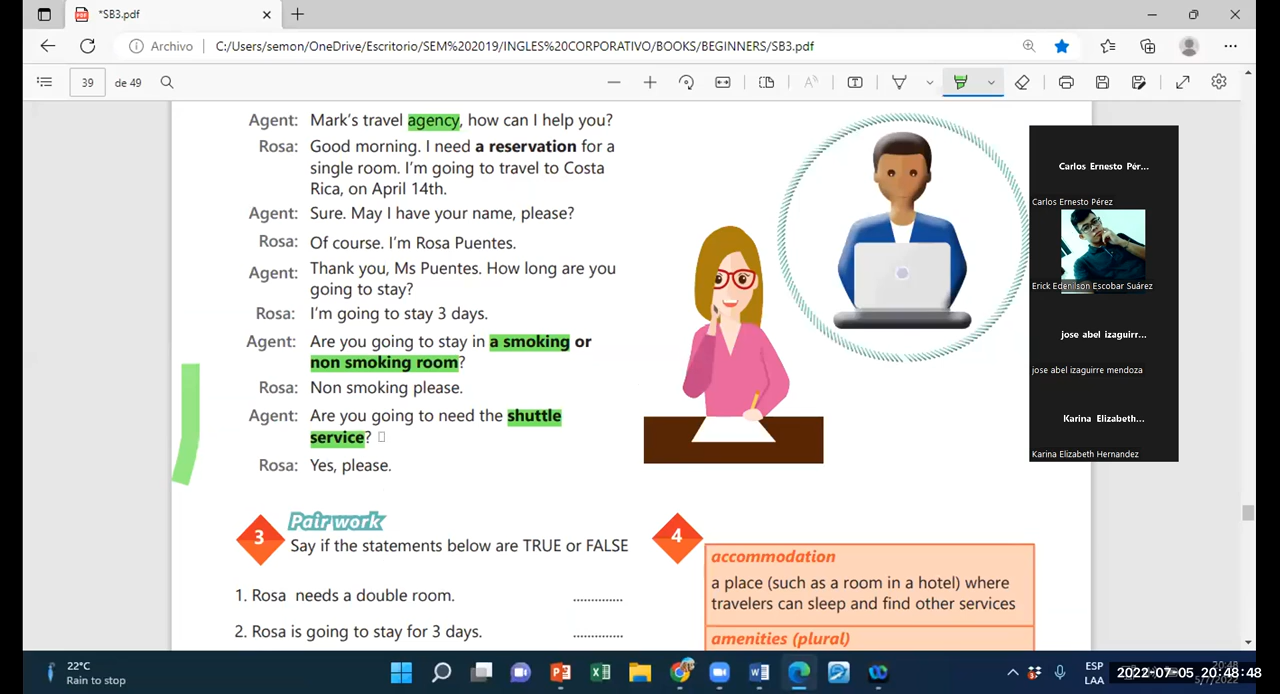 *SB3.pdf
Archivo C:/Users/semon/OneDrive/Escritorio/SEM%202019/INGLES%20CORPORATIVO/BOOKS/BEGINNERS/SB3.pdf
39 de 49
Agent: Mark's travel agency, how can I help you?
Rosa: Good morning. I need a reservation for a
single room. I'm going to travel to Costa
Rica, on April 14th.
Agent: Sure. May I have your name, please?
Rosa: Of course. I'm Rosa Puentes.
Agent: Thank you, Ms Puentes. How long are you
going to stay?
Rosa: I'm going to stay 3 days.
Agent: Are you going to stay in a smoking or
non smoking room?
Rosa: Non smoking please.
Agent: Are you going to need the shuttle
service?
Rosa: Yes, please.
3 Pair work
Say if the statements below are TRUE or FALSE
1. Rosa needs a double room. .............
2. Rosa is going to stay for 3 days. .............
4
accommodation
a place (such as a room in a hotel) where
travelers can sleep and find other services
amenities (plural)
Carlos Ernesto Pér...
Carlos Ernesto Pérez
Erick Edenilson Escobar Suárez
jose abel izaguirr...
jose abel izaguirre mendoza
Karina Elizabeth...
Karina Elizabeth Hernandez
22°C
Rain to stop
ESP
LAA
2022-07-05 20:48:48